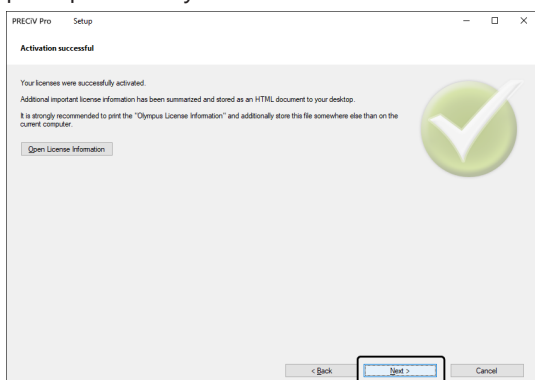 PRECiV Pro Setup
Activation successful
Your licenses were successfully activated.
Additional important license information has been summarized and stored as an HTML document to your desktop.
It is strongly recommended to print the "Olympus License Information" and additionally store this file somewhere else than on the
current computer.
Open License Information
< Back Next > Cancel